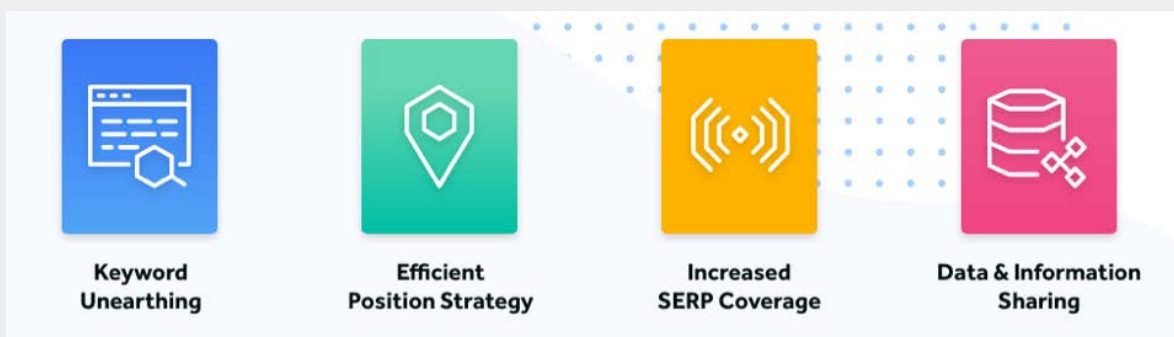 Keyword
Unearthing
Efficient
Position Strategy
Increased
SERP Coverage
Data & Information
Sharing